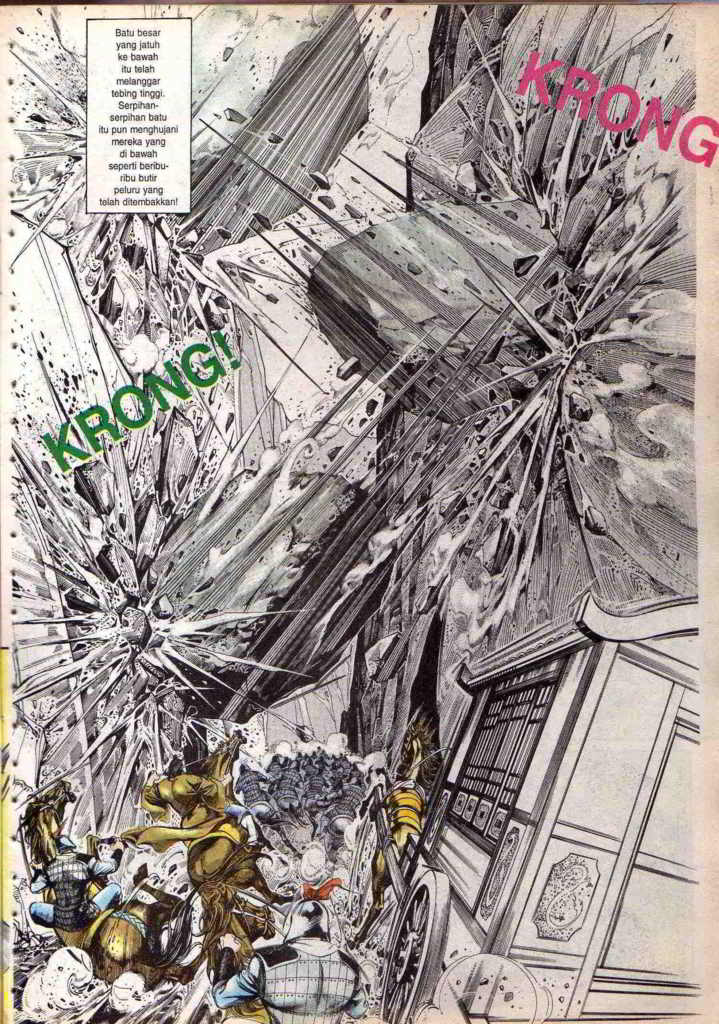 Batu besar
yang jatuh
ke bawah
itu telah
melanggar
tebing tinggi.
Serpihan-
serpihan batu
itu pun menghujani
mereka yang
di bawah
seperti beribu-
ribu butir
peluru yang
telah ditembakkan!
KRONG
KRONG!